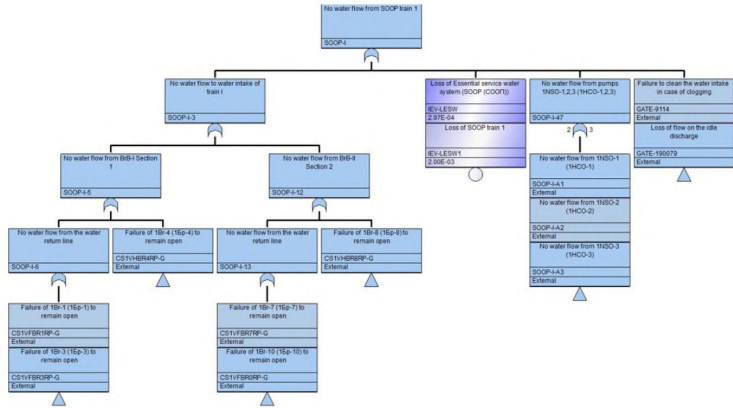 No water flow from SOOP train 1
SOOP-I
No water flow to water intake of
train I
SOOP-I-3
Loss of Essential service water
system (SOOP (СООП))
IEV-LESW
2.97E-04
Loss of SOOP train 1
IEV-LESW1
2.00E-03
No water flow from pumps
1NSO-1,2,3 (1НСО-1,2,3)
SOOP-I-47
2
3
Failure to clean the water intake
in case of clogging
GATE-9114
External
Loss of flow on the idle
discharge
GATE-190079
External
No water flow from BrB-I Section
1
SOOP-I-5
No water flow from BrB-II
Section 2
SOOP-I-12
No water flow from 1NSO-1
(1НСО-1)
SOOP-I-A1
External
No water flow from 1NSO-2
(1НСО-2)
SOOP-I-A2
External
No water flow from 1NSO-3
(1НСО-3)
SOOP-I-A3
External
No water flow from the water
return line
SOOP-I-6
Failure of 1Br-4 (1Бр-4) to
remain open
CS1VHBR4RP-G
External
No water flow from the water
return line
SOOP-I-13
Failure of 1Br-8 (1Бр-8) to
remain open
CS1VHBR8RP-G
External
Failure of 1Br-1 (1Бр-1) to
remain open
CS1VFBR1RP-G
External
Failure of 1Br-3 (1Бр-3) to
remain open
CS1VFBR3RP-G
External
Failure of 1Br-7 (1Бр-7) to
remain open
CS1VFBR7RP-G
External
Failure of 1Br-10 (1Бр-10) to
remain open
CS1VFBR0RP-G
External